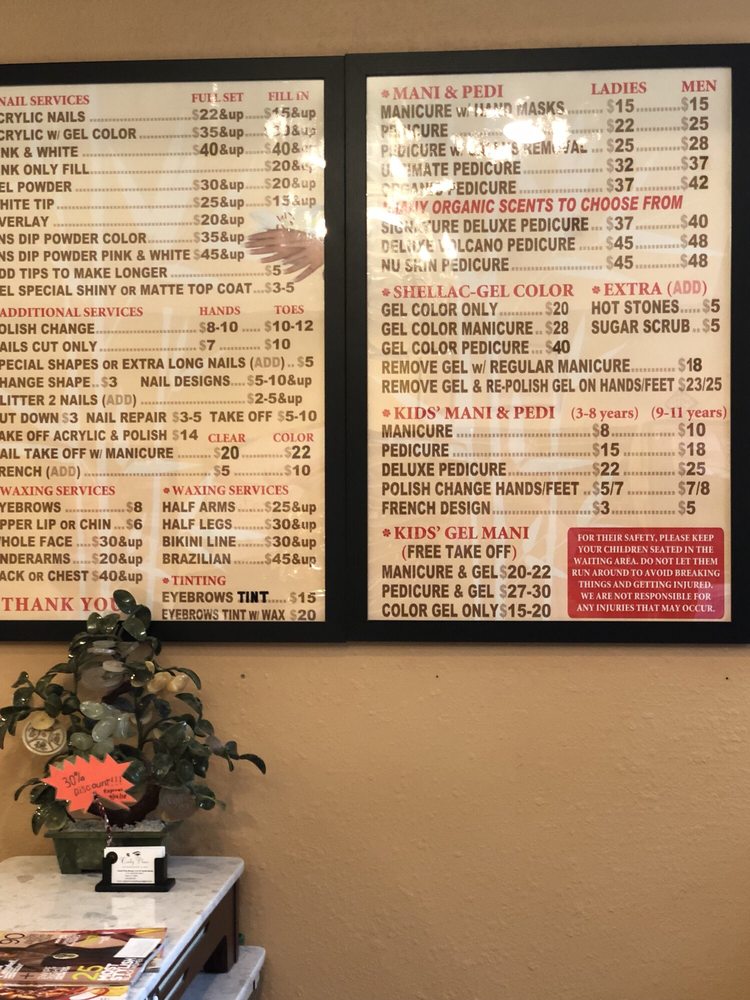 NAIL SERVICES FULL SET FILL IN
CRYLIC NAILS $22&up $15&up
CRYLIC W/ GEL COLOR $35&up $30&up
NK & WHITE $40&up $40&
NK ONLY FILL $20&u
EL POWDER $30&up $20&up
HITE TIP $25&up $15&up
VERLAY $20&up
NS DIP POWDER COLOR $35&up
NS DIP POWDER PINK & WHITE $45&up
DD TIPS TO MAKE LONGER $5
EL SPECIAL SHINY OR MATTE TOP COAT...$3-5
ADDITIONAL SERVICES HANDS TOES
OLISH CHANGE $8-10 $10-12
AILS CUT ONLY $7 $10
PECIAL SHAPES OR EXTRA LONG NAILS (ADD)..$5
HANGE SHAPE..$3 NAIL DESIGNS....$5-10&up
LITTER 2 NAILS (ADD) $2-5&up
UT DOWN $3 NAIL REPAIR $3-5 TAKE OFF $5-10
AKE OFF ACRYLIC & POLISH $14 CLEAR COLOR
AIL TAKE OFF W/ MANICURE $20 $22
RENCH (ADD) $5 $10
WAXING SERVICES
YEBROWS $8
PPER LIP OR CHIN ...$6
HOLE FACE ...$30&up
NDERARMS....$20&up
ACK OR CHEST $40&up
THANK YOU
WAXING SERVICES
HALF ARMS $25&up
HALF LEGS $30&up
BIKINI LINE $30&up
BRAZILIAN $45&up
TINTING
EYEBROWS TINT..... $15
EYEBROWS TINT W/ WAX $20
MANI & PEDI LADIES MEN
MANICURE W/ HAND MASKS $15 $15
PEDICURE $22 $25
PEDICURE W/ REMOVAL ... $25 $28
ULTIMATE PEDICURE $32 $37
ORGANIC PEDICURE $37 $42
MANY ORGANIC SCENTS TO CHOOSE FROM
SIGNATURE DELUXE PEDICURE... $37 $40
DELUXE VOLCANO PEDICURE $45 $48
NU SKIN PEDICURE $45 $48
SHELLAC-GEL COLOR
GEL COLOR ONLY $20
GEL COLOR MANICURE .. $28
GEL COLOR PEDICURE ... $40
EXTRA (ADD)
HOT STONES.....$5
SUGAR SCRUB..$5
REMOVE GEL W/ REGULAR MANICURE $18
REMOVE GEL & RE-POLISH GEL ON HANDS/FEET $23/25
KIDS' MANI & PEDI (3-8 years) (9-11 years)
MANICURE $8 $10
PEDICURE $15 $18
DELUXE PEDICURE $22 $25
POLISH CHANGE HANDS/FEET ..$5/7 $7/8
FRENCH DESIGN $3 $5
KIDS' GEL MANI
(FREE TAKE OFF)
MANICURE & GEL $20-22
PEDICURE & GEL $27-30
COLOR GEL ONLY $15-20
FOR THEIR SAFETY, PLEASE KEEP
YOUR CHILDREN SEATED IN THE
WAITING AREA. DO NOT LET THEM
RUN AROUND TO AVOID BREAKING
THINGS AND GETTING INJURED.
WE ARE NOT RESPONSIBLE FOR
ANY INJURIES THAT MAY OCCUR.
30%
DISCOUNT!!!
25